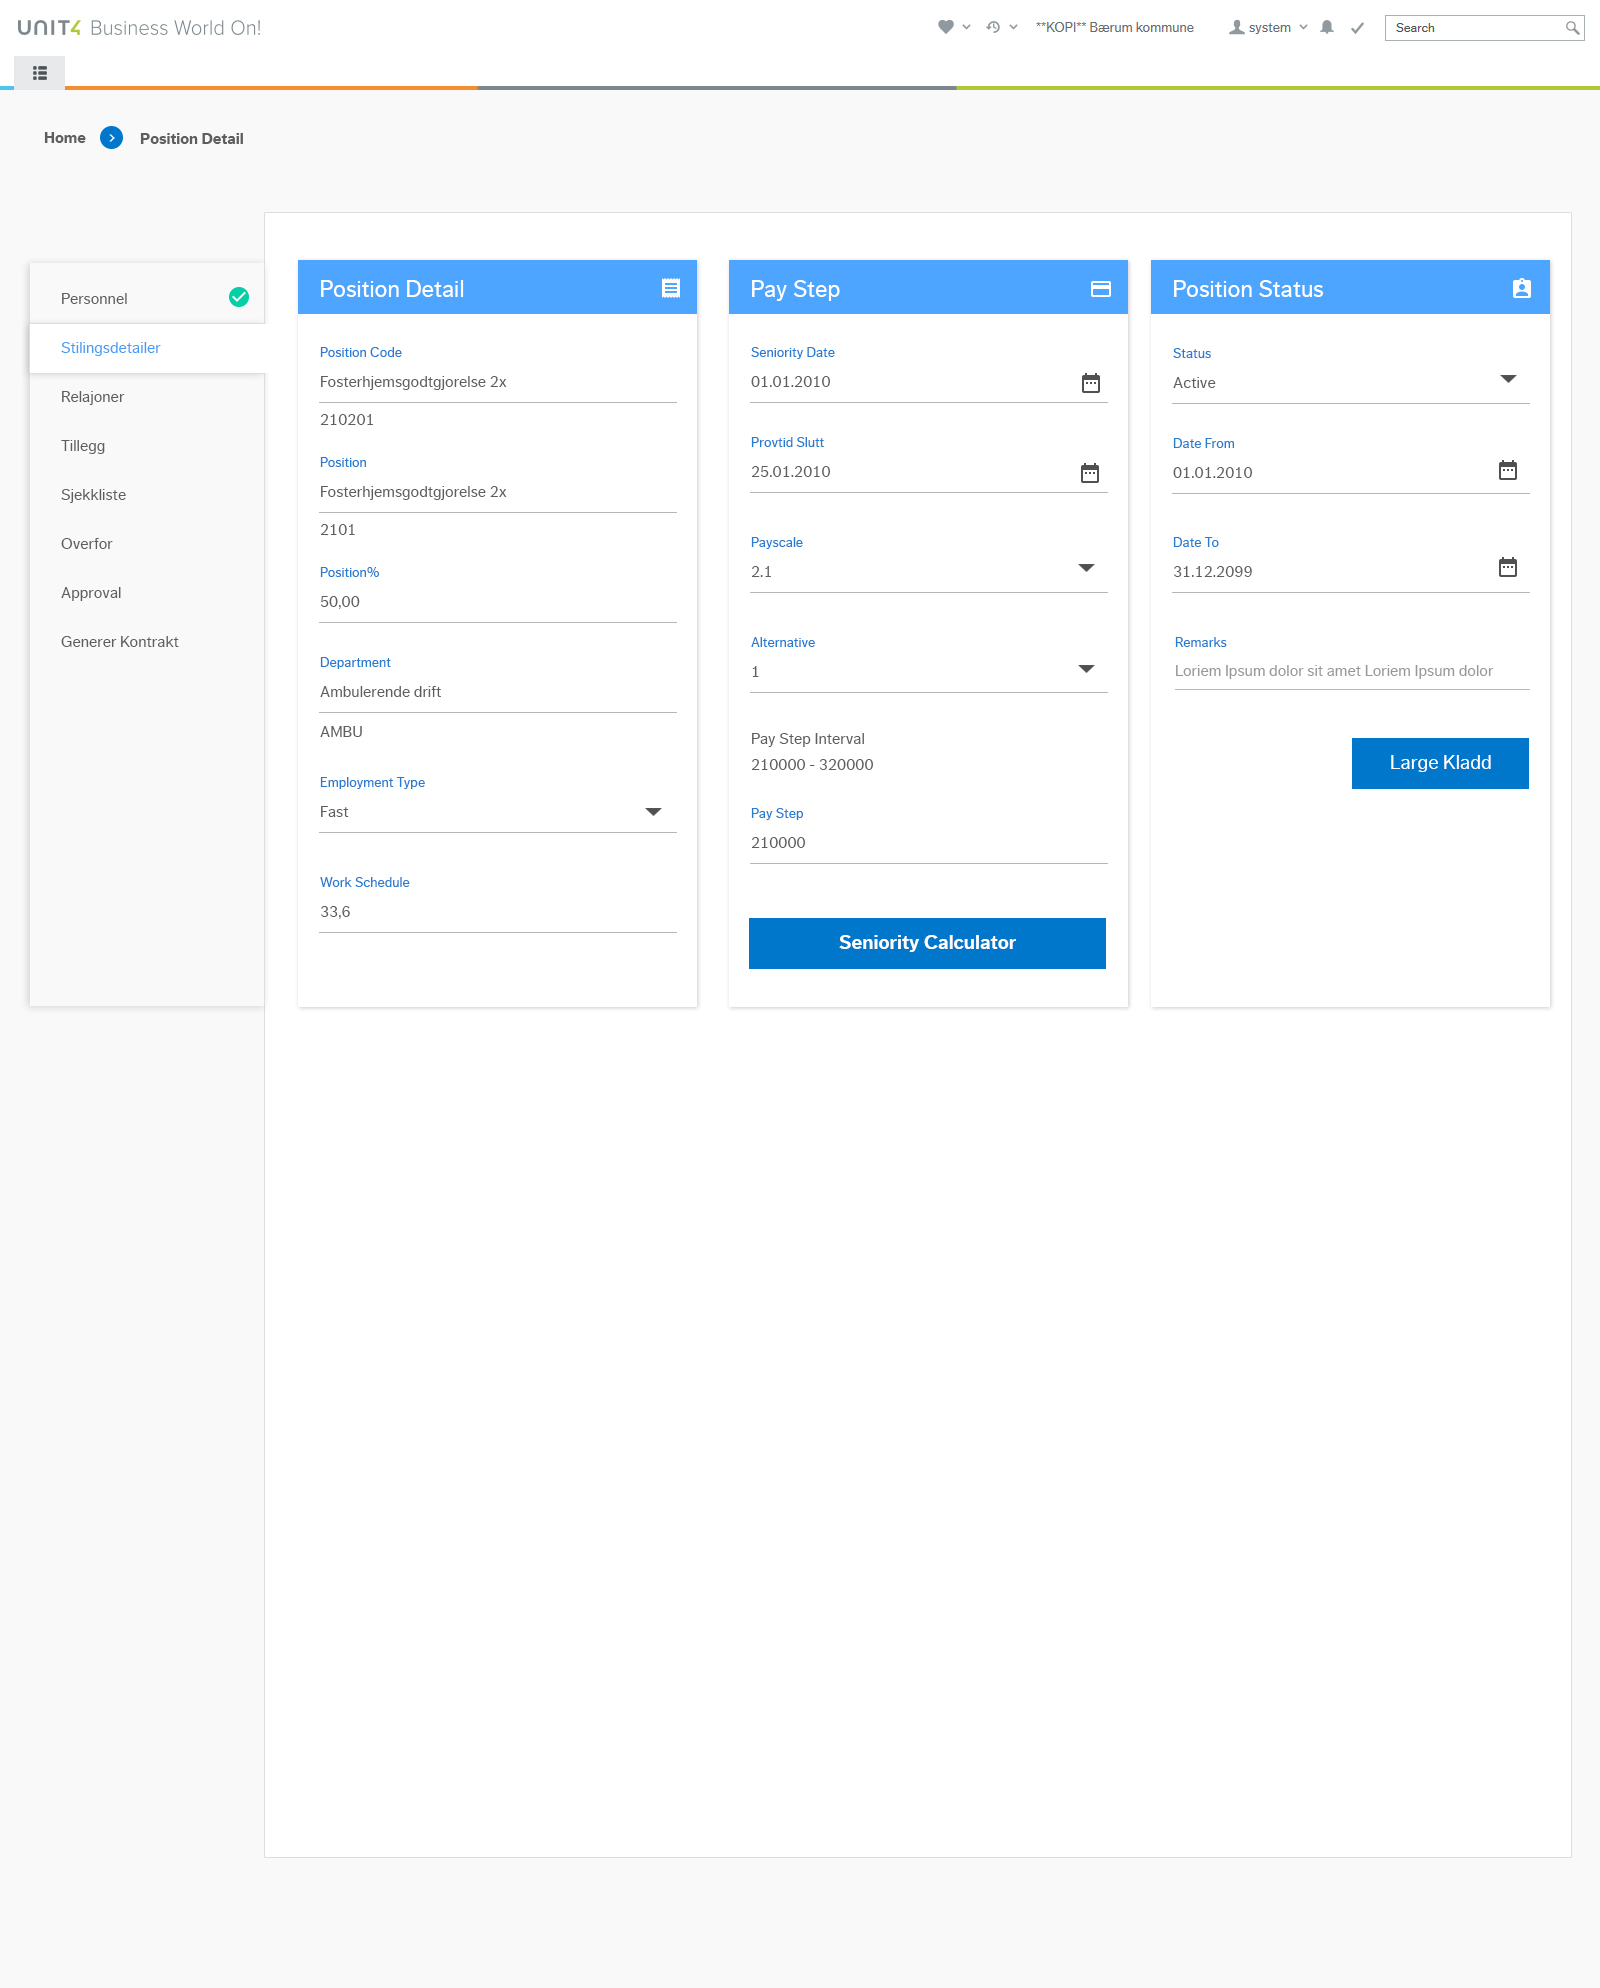 UNIT4 Business World On!
**KOPI** Bærum kommune
system
Search
Home
Position Detail
Personnel
Stilingsdetailer
Relajoner
Tillegg
Sjekkliste
Overfor
Approval
Generer Kontrakt
Position Detail
Position Code
Fosterhjemsgodtgjorelse 2x
210201
Position
Fosterhjemsgodtgjorelse 2x
2101
Position%
50,00
Department
Ambulerende drift
AMBU
Employment Type
Fast
Work Schedule
33,6
Pay Step
Seniority Date
01.01.2010
Provtid Slutt
25.01.2010
Payscale
2.1
Alternative
1
Pay Step Interval
210000 - 320000
Pay Step
210000
Seniority Calculator
Position Status
Status
Active
Date From
01.01.2010
Date To
31.12.2099
Remarks
Loriem Ipsum dolor sit amet Loriem Ipsum dolor
Large Kladd